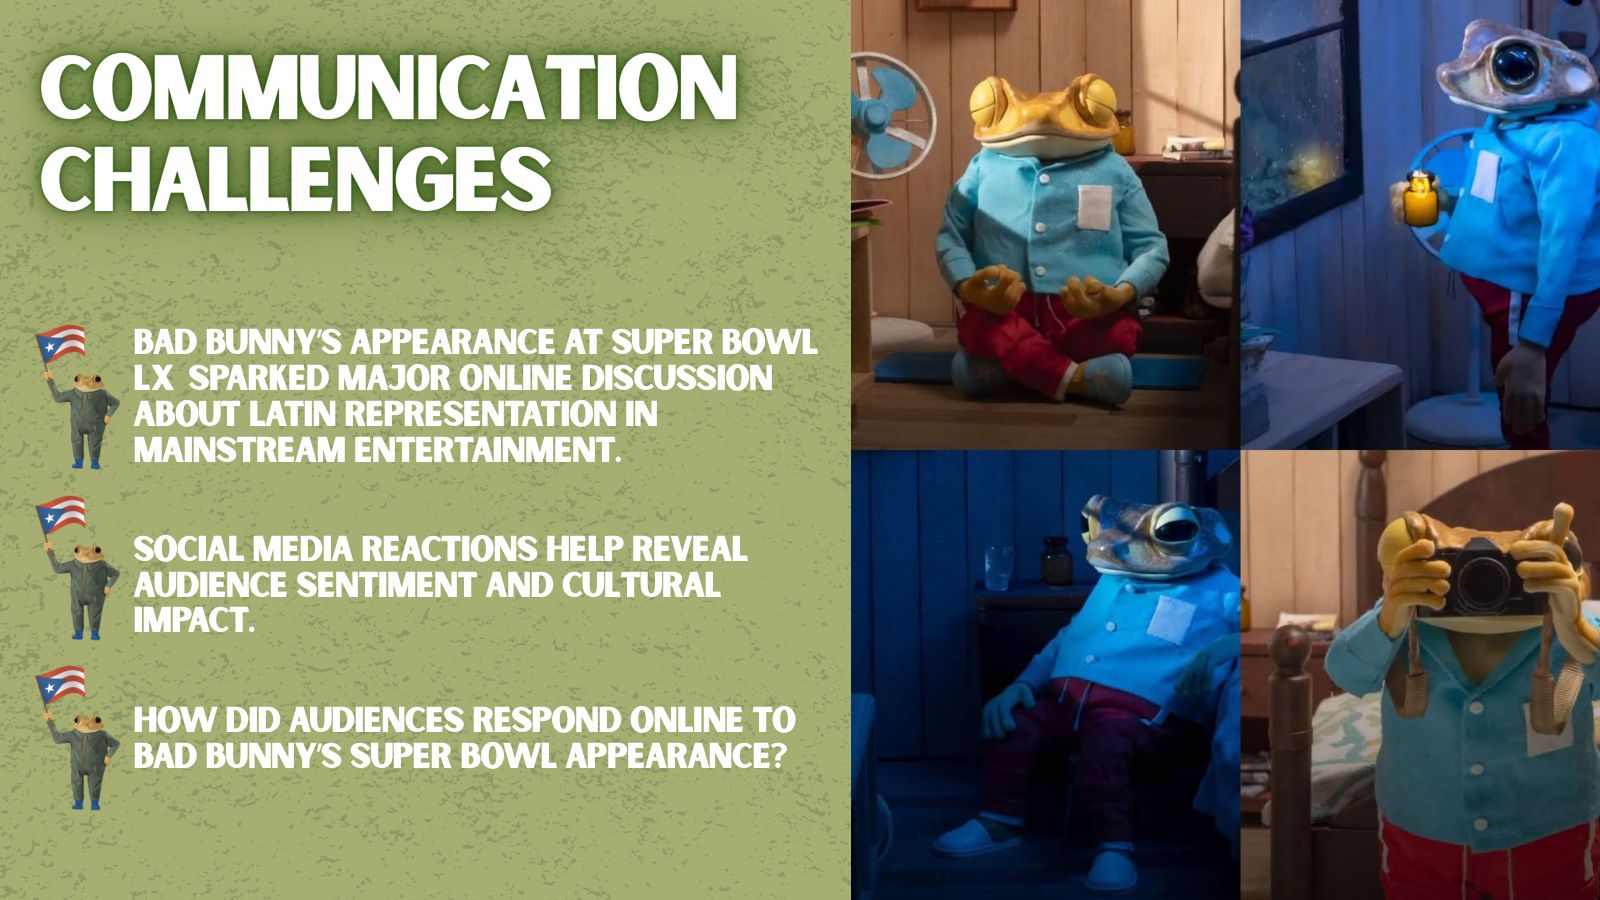 COMMUNICATION
CHALLENGES
BAD BUNNY'S APPEARANCE AT SUPER BOWL
LX SPARKED MAJOR ONLINE DISCUSSION
ABOUT LATIN REPRESENTATION IN
MAINSTREAM ENTERTAINMENT.
SOCIAL MEDIA REACTIONS HELP REVEAL
AUDIENCE SENTIMENT AND CULTURAL
IMPACT.
HOW DID AUDIENCES RESPOND ONLINE TO
BAD BUNNY'S SUPER BOWL APPEARANCE?